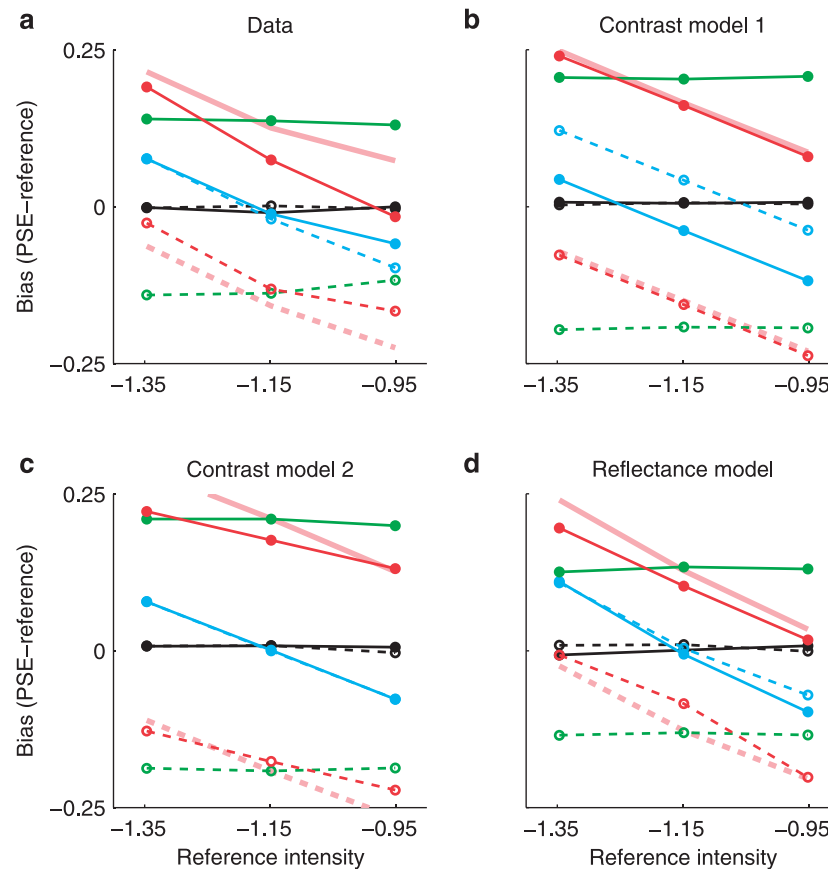 a
Data
0.25
0
−0.25
Bias (PSE−reference)
−1.35 −1.15 −0.95
b
Contrast model 1
−1.35 −1.15 −0.95
c
Contrast model 2
0.25
0
−0.25
Bias (PSE−reference)
−1.35 −1.15 −0.95
Reference intensity
d
Reflectance model
−1.35 −1.15 −0.95
Reference intensity